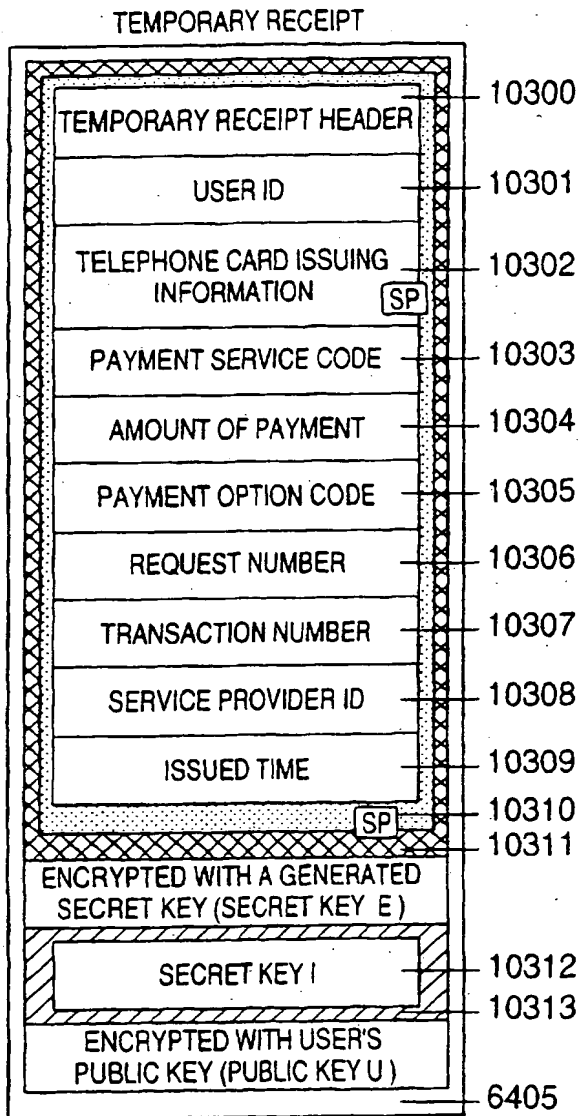 TEMPORARY RECEIPT
TEMPORARY RECEIPT HEADER
10300
USER ID
10301
TELEPHONE CARD ISSUING
INFORMATION
10302
SP
PAYMENT SERVICE CODE
10303
AMOUNT OF PAYMENT
10304
PAYMENT OPTION CODE
10305
REQUEST NUMBER
10306
TRANSACTION NUMBER
10307
SERVICE PROVIDER ID
10308
ISSUED TIME
10309
SP
10310
10311
ENCRYPTED WITH A GENERATED
SECRET KEY (SECRET KEY E)
SECRET KEY I
10312
10313
ENCRYPTED WITH USER'S
PUBLIC KEY (PUBLIC KEY U)
6405